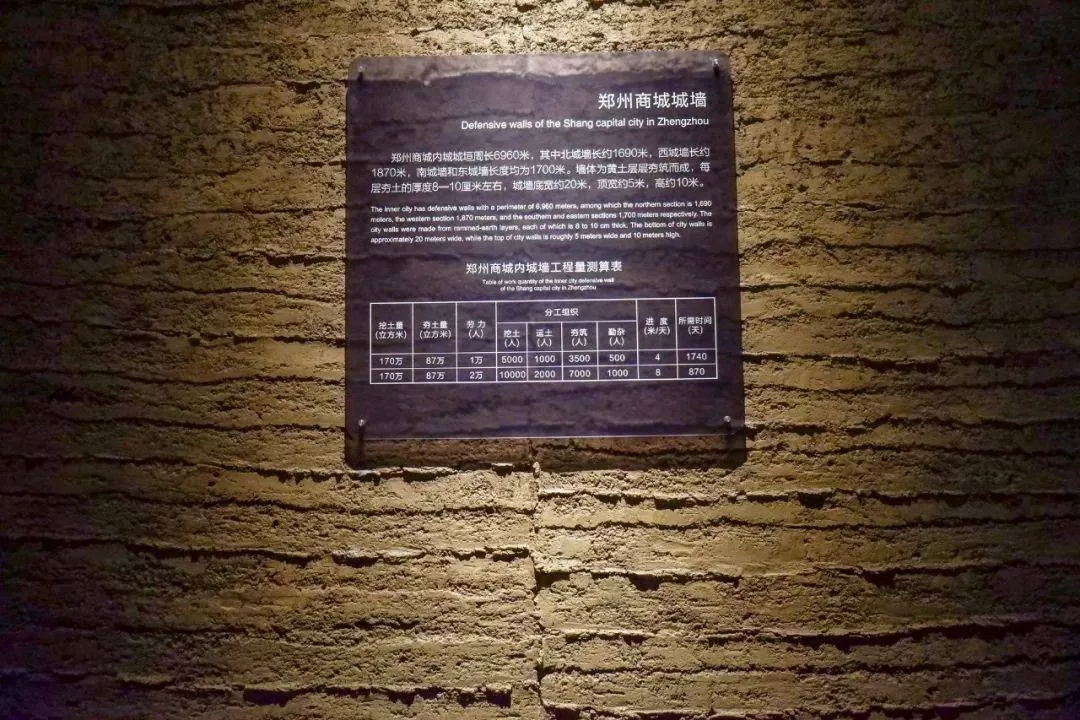 郑州商城城墙
Defensive walls of the Shang capital city in Zhengzhou
郑州商城内城城垣周长6960米，其中北城墙长约1690米，西城墙长约
1870米，南城墙和东城墙长度均为1700米。墙体为黄土层层夯筑而成，每
层夯土的厚度8—10厘米左右，城墙底宽约20米，顶宽约5米，高约10米。
The inner city has defensive walls with a perimeter of 6,960 meters, among which the northern section is 1,690
meters, the western section 1,870 meters, and the southern and eastern sections 1,700 meters respectively. The
city walls were made from rammed-earth layers, each of which is 8 to 10 cm thick. The bottom of city walls is
approximately 20 meters wide, while the top of city walls is roughly 5 meters wide and 10 meters high.
郑州商城内城墙工程量测算表
Table of work quantity of the inner city defensive wall
of the Shang capital city in Zhengzhou
挖土量(立方米) 夯土量(立方米) 劳力(人) 分工组织 进度(米/天) 所需时间(天)
挖土(人) 运土(人) 夯筑(人) 勤杂(人)
170万 87万 1万 5000 1000 3500 500 4 1740
170万 87万 2万 10000 2000 7000 1000 8 870